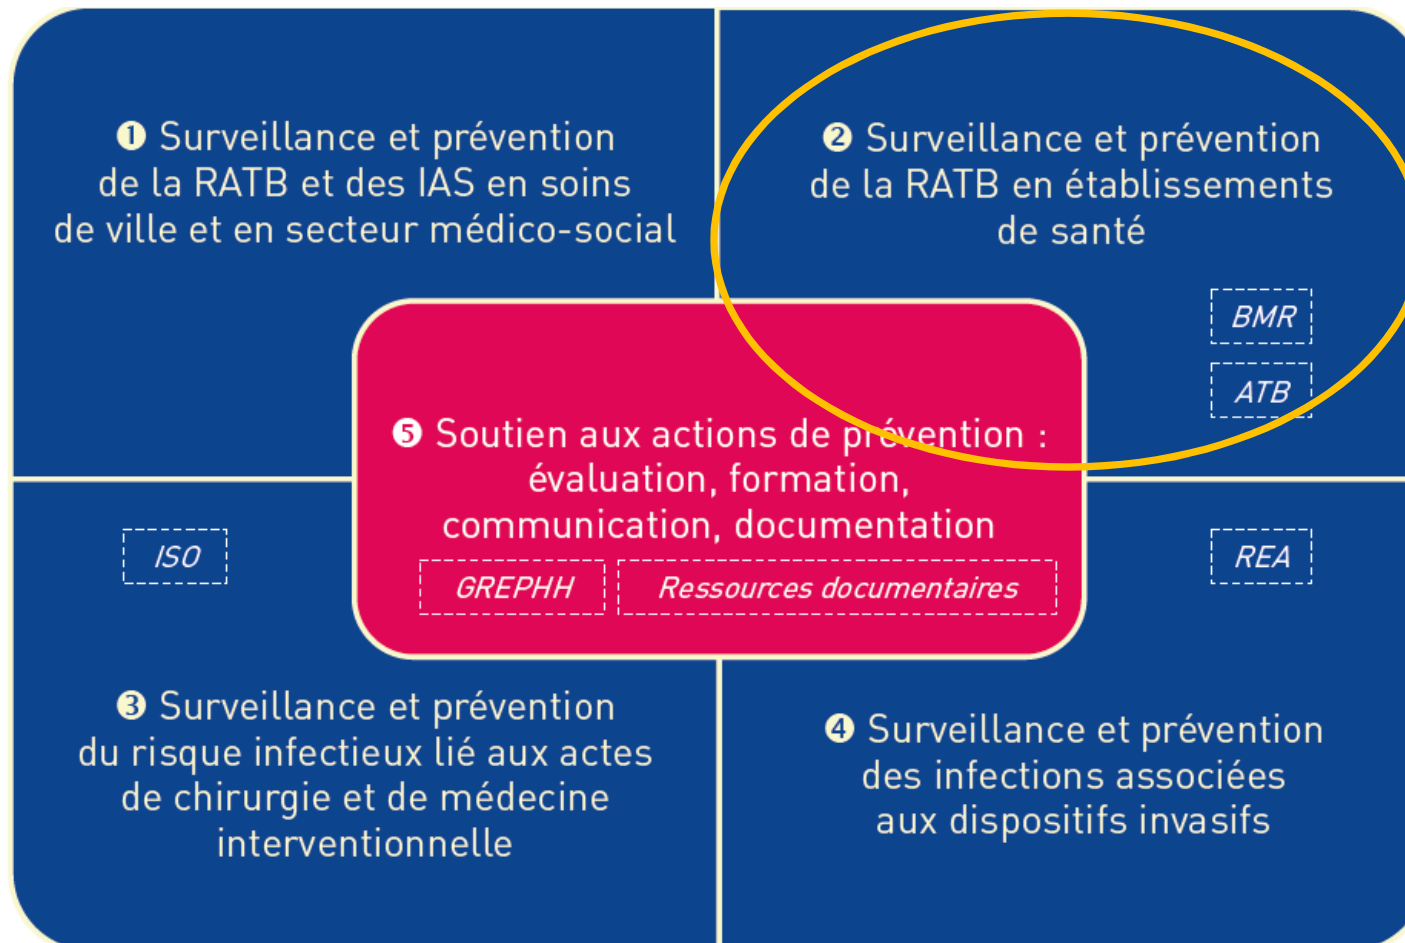 ❶ Surveillance et prévention
de la RATB et des IAS en soins
de ville et en secteur médico-social
❷ Surveillance et prévention
de la RATB en établissements
de santé
BMR
ATB
❺ Soutien aux actions de prévention :
évaluation, formation,
communication, documentation
GREPHH
Ressources documentaires
ISO
❸ Surveillance et prévention
du risque infectieux lié aux actes
de chirurgie et de médecine
interventionnelle
REA
❹ Surveillance et prévention
des infections associées
aux dispositifs invasifs